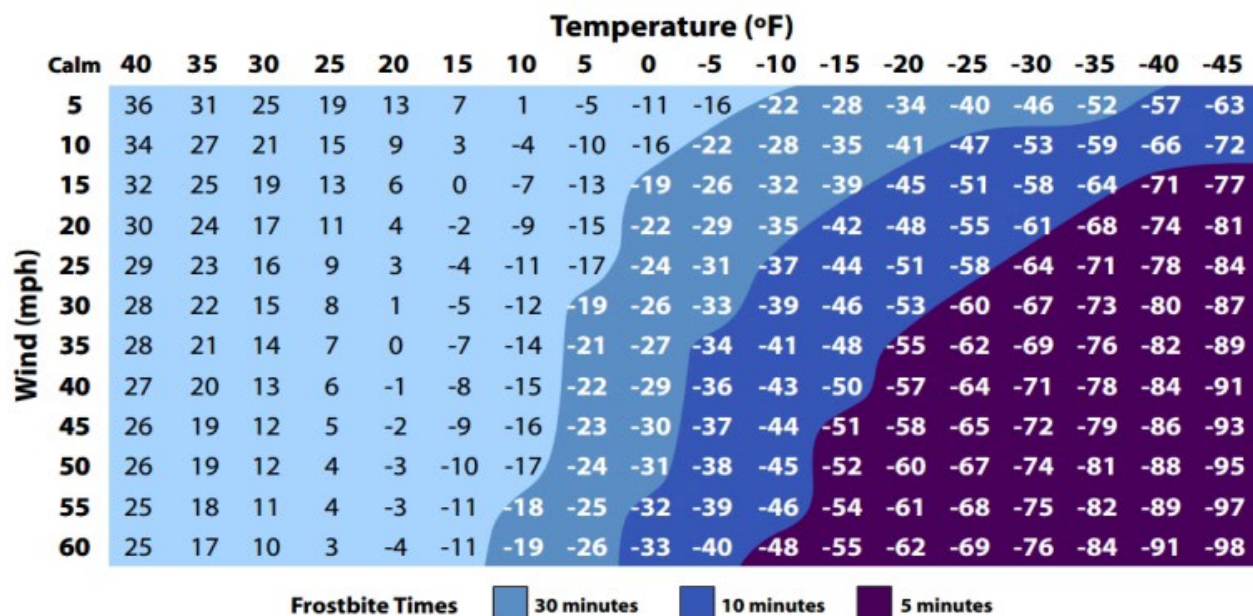 Temperature (ºF)
Calm 40 35 30 25 20 15 10 5 0 -5 -10 -15 -20 -25 -30 -35 -40 -45
Wind (mph)
5 36 31 25 19 13 7 1 -5 -11 -16 -22 -28 -34 -40 -46 -52 -57 -63
10 34 27 21 15 9 3 -4 -10 -16 -22 -28 -35 -41 -47 -53 -59 -66 -72
15 32 25 19 13 6 0 -7 -13 -19 -26 -32 -39 -45 -51 -58 -64 -71 -77
20 30 24 17 11 4 -2 -9 -15 -22 -29 -35 -42 -48 -55 -61 -68 -74 -81
25 29 23 16 9 3 -4 -11 -17 -24 -31 -37 -44 -51 -58 -64 -71 -78 -84
30 28 22 15 8 1 -5 -12 -19 -26 -33 -39 -46 -53 -60 -67 -73 -80 -87
35 28 21 14 7 0 -7 -14 -21 -27 -34 -41 -48 -55 -62 -69 -76 -82 -89
40 27 20 13 6 -1 -8 -15 -22 -29 -36 -43 -50 -57 -64 -71 -78 -84 -91
45 26 19 12 5 -2 -9 -16 -23 -30 -37 -44 -51 -58 -65 -72 -79 -86 -93
50 26 19 12 4 -3 -10 -17 -24 -31 -38 -45 -52 -60 -67 -74 -81 -88 -95
55 25 18 11 4 -3 -11 -18 -25 -32 -39 -46 -54 -61 -68 -75 -82 -89 -97
60 25 17 10 3 -4 -11 -19 -26 -33 -40 -48 -55 -62 -69 -76 -84 -91 -98
Frostbite Times 30 minutes 10 minutes 5 minutes